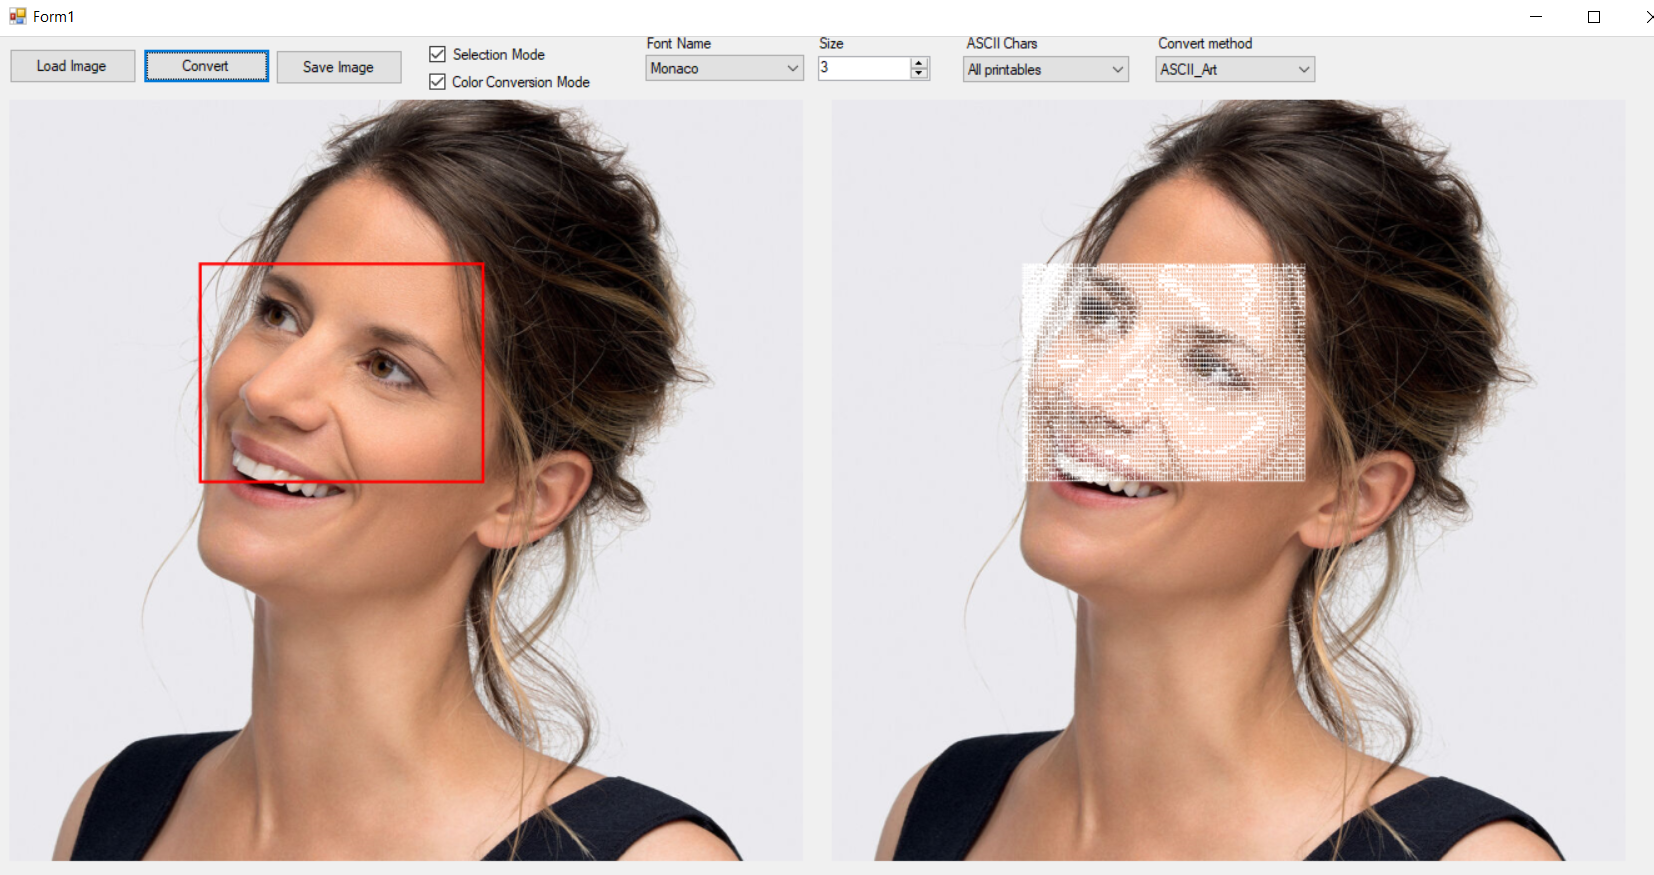 Form1
Load Image
Convert
Save Image
Selection Mode
Color Conversion Mode
Font Name
Monaco
Size
3
ASCII Chars
All printables
Convert method
ASCII_Art